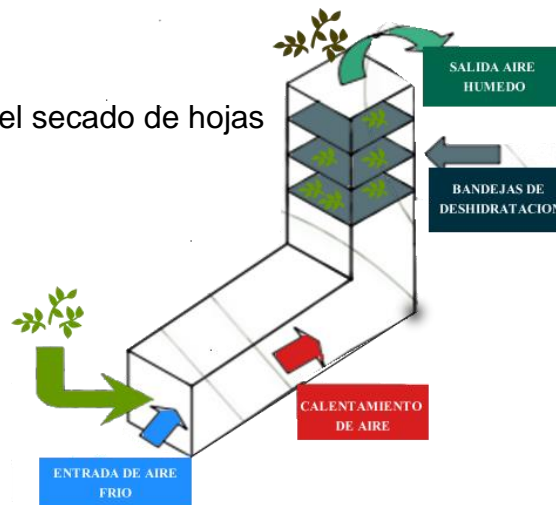 SALIDA AIRE
HUMEDO
el secado de hojas
BANDEJAS DE
DESHIDRATACION
CALENTAMIENTO
DE AIRE
ENTRADA DE AIRE
FRIO